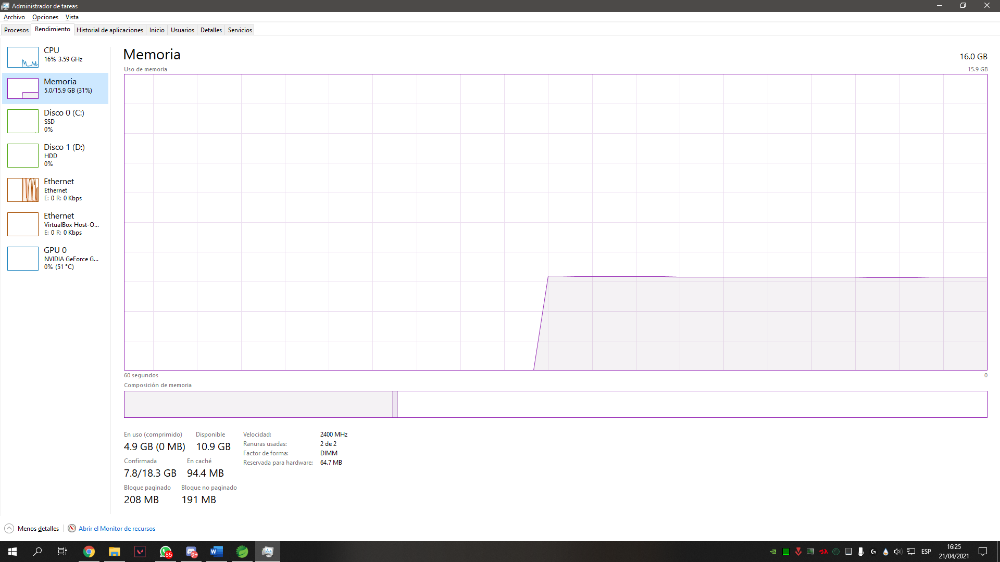 Administrador de tareas
Archivo Opciones Vista
Procesos Rendimiento Historial de aplicaciones Inicio Usuarios Detalles Servicios
CPU
16% 3.59 GHz
Memoria
5.0/15.9 GB (31%)
Disco 0 (C:)
SSD
0%
Disco 1 (D:)
HDD
0%
Ethernet
Ethernet
E: 0 R: 0 Kbps
Ethernet
VirtualBox Host-O...
E: 0 R: 0 Kbps
GPU 0
NVIDIA GeForce G...
0% (51 °C)
Memoria 16.0 GB
Uso de memoria 15.9 GB
60 segundos 0
Composición de memoria
En uso (comprimido) Disponible
4.9 GB (0 MB) 10.9 GB
Confirmada En caché
7.8/18.3 GB 94.4 MB
Bloque paginado Bloque no paginado
208 MB 191 MB
Velocidad: 2400 MHz
Ranuras usadas: 2 de 2
Factor de forma: DIMM
Reservada para hardware: 64.7 MB
Menos detalles Abrir el Monitor de recursos
85 9+ W ESP
16:25
21/04/2021